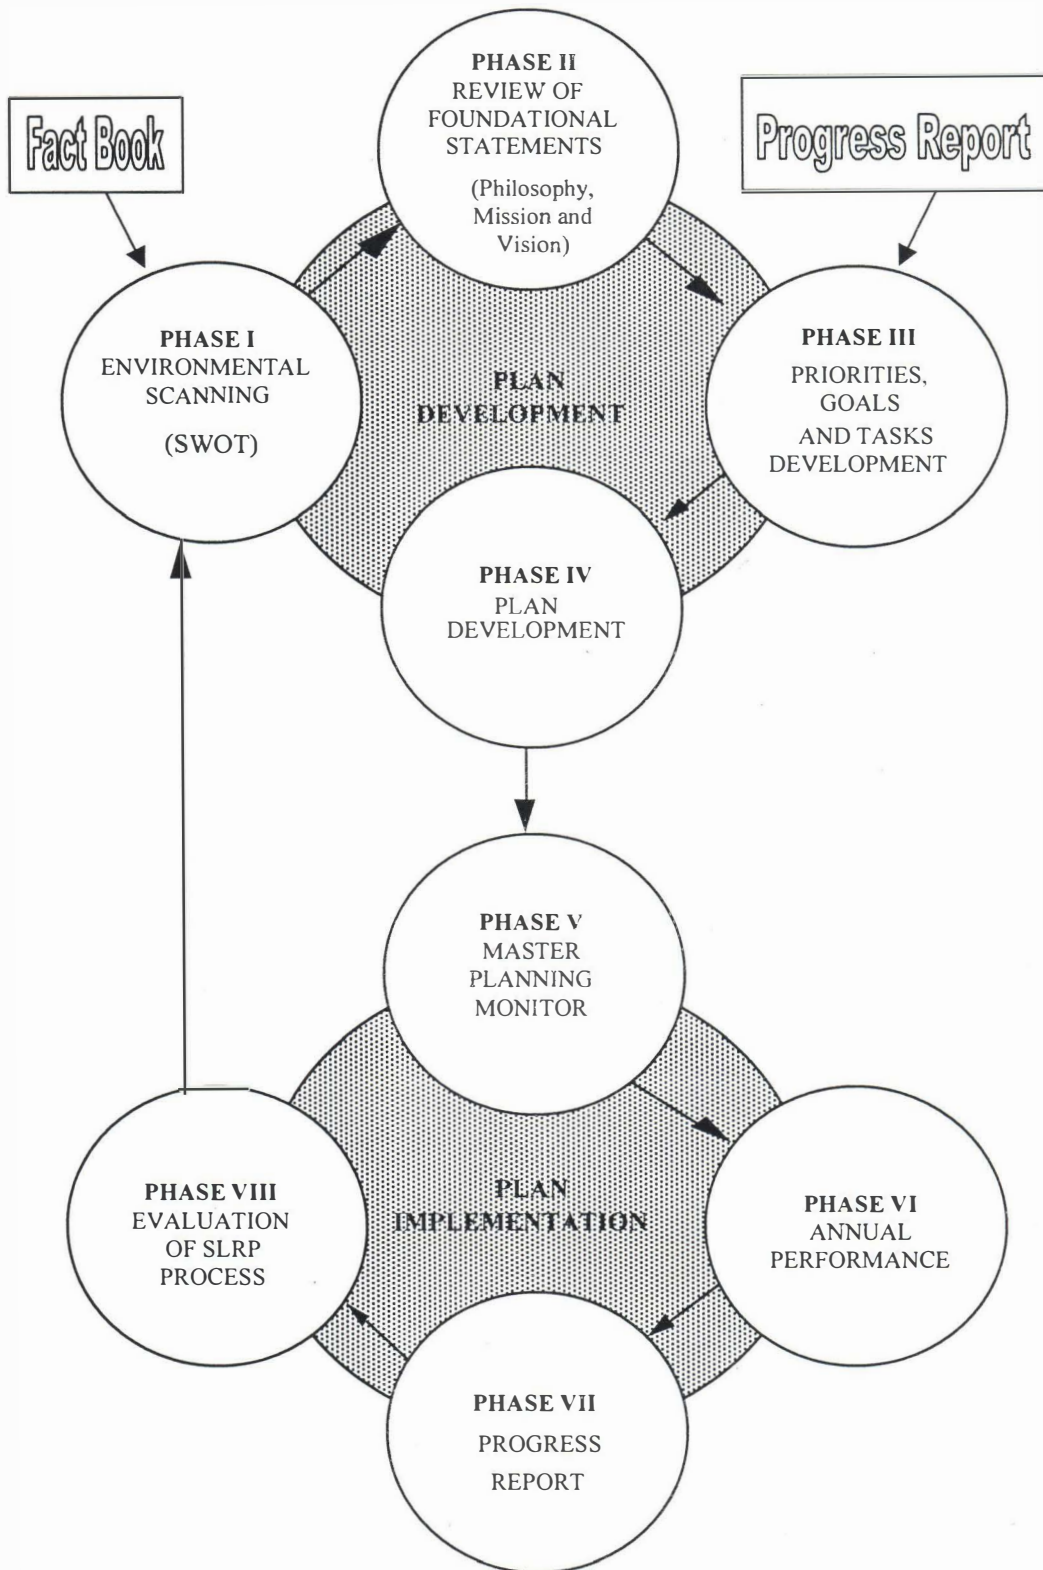 Fact Book
Progress Report
PHASE II
REVIEW OF
FOUNDATIONAL
STATEMENTS
(Philosophy,
Mission and
Vision)
PHASE I
ENVIRONMENTAL
SCANNING
(SWOT)
PLAN
DEVELOPMENT
PHASE III
PRIORITIES,
GOALS
AND TASKS
DEVELOPMENT
PHASE IV
PLAN
DEVELOPMENT
PHASE V
MASTER
PLANNING
MONITOR
PHASE VIII
EVALUATION
OF SLRP
PROCESS
PLAN
IMPLEMENTATION
PHASE VI
ANNUAL
PERFORMANCE
PHASE VII
PROGRESS
REPORT